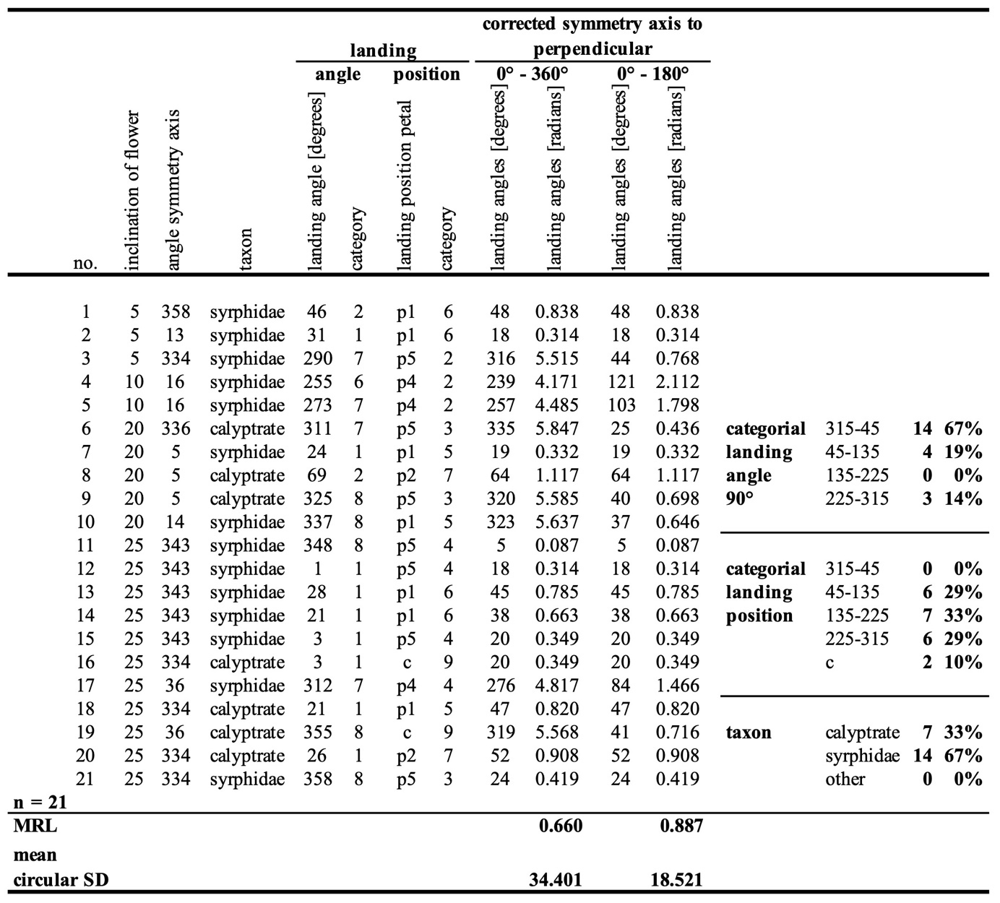 corrected symmetry axis to
landing perpendicular
angle position 0° - 360° 0° - 180°
no. inclination of flower angle symmetry axis taxon landing angle [degrees] category landing position petal category landing angles [degrees] landing angles [radians] landing angles [degrees] landing angles [radians]
1 5 358 syrphidae 46 2 p1 6 48 0.838 48 0.838
2 5 13 syrphidae 31 1 p1 6 18 0.314 18 0.314
3 5 334 syrphidae 290 7 p5 2 316 5.515 44 0.768
4 10 16 syrphidae 255 6 p4 2 239 4.171 121 2.112
5 10 16 syrphidae 273 7 p4 2 257 4.485 103 1.798
6 20 336 calyptrate 311 7 p5 3 335 5.847 25 0.436 categorial 315-45 14 67%
7 20 5 syrphidae 24 1 p1 5 19 0.332 19 0.332 landing 45-135 4 19%
8 20 5 calyptrate 69 2 p2 7 64 1.117 64 1.117 angle 135-225 0 0%
9 20 5 calyptrate 325 8 p5 3 320 5.585 40 0.698 90° 225-315 3 14%
10 20 14 syrphidae 337 8 p1 5 323 5.637 37 0.646
11 25 343 syrphidae 348 8 p5 4 5 0.087 5 0.087
12 25 343 syrphidae 1 1 p5 4 18 0.314 18 0.314 categorial 315-45 0 0%
13 25 343 syrphidae 28 1 p1 6 45 0.785 45 0.785 landing 45-135 6 29%
14 25 343 syrphidae 21 1 p1 6 38 0.663 38 0.663 position 135-225 7 33%
15 25 343 syrphidae 3 1 p5 4 20 0.349 20 0.349 225-315 6 29%
16 25 334 calyptrate 3 1 c 9 20 0.349 20 0.349 c 2 10%
17 25 36 syrphidae 312 7 p4 4 276 4.817 84 1.466
18 25 334 calyptrate 21 1 p1 5 47 0.820 47 0.820
19 25 36 calyptrate 355 8 c 9 319 5.568 41 0.716 taxon calyptrate 7 33%
20 25 334 calyptrate 26 1 p2 7 52 0.908 52 0.908 syrphidae 14 67%
21 25 334 syrphidae 358 8 p5 3 24 0.419 24 0.419 other 0 0%
n = 21
MRL 0.660 0.887
mean
circular SD 34.401 18.521